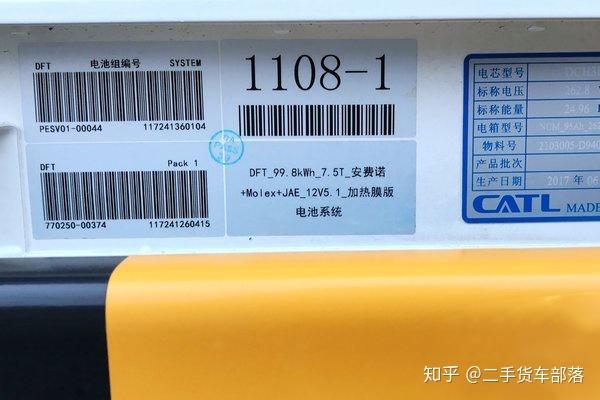 DFT 电池组编号 SYSTEM
PESV01-00044 117241360104
DFT Pack 1
770250-00374 117241260415
1108-1
DFT_99.8kWh_7.5T_安费诺
+Molex+JAE_12V5.1_加热膜版
电池系统
PASS
电芯型号
标称电压 262.8
标称能量 24.96
电箱型号
物料号
产品批次
生产日期 2017 年 06
CATL MADE
知乎 @二手货车部落